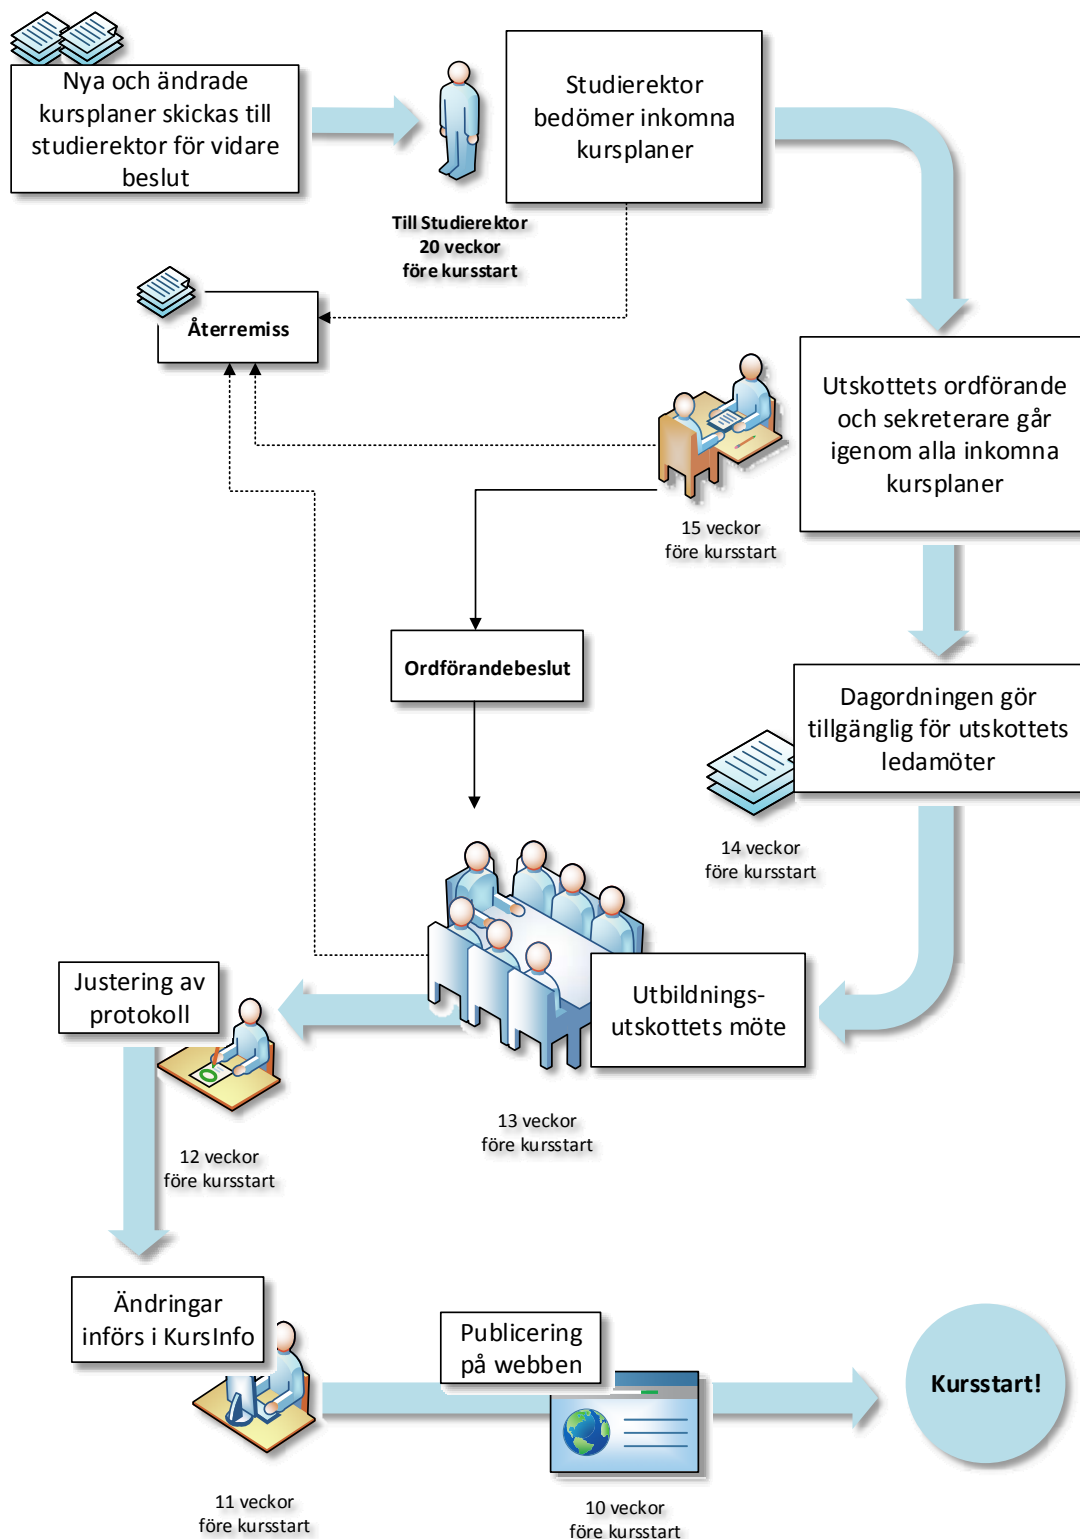 Nya och ändrade
kursplaner skickas till
studierektor för vidare
beslut
Till Studierektor
20 veckor
före kursstart
Studierektor
bedömer inkomna
kursplaner
Återremiss
Utskottets ordförande
och sekreterare går
igenom alla inkomna
kursplaner
15 veckor
före kursstart
Ordförandebeslut
Dagordningen gör
tillgänglig för utskottets
ledamöter
14 veckor
före kursstart
Utbildnings-
utskottets möte
13 veckor
före kursstart
Justering av
protokoll
12 veckor
före kursstart
Ändringar
införs i KursInfo
11 veckor
före kursstart
Publicering
på webben
10 veckor
före kursstart
Kursstart!